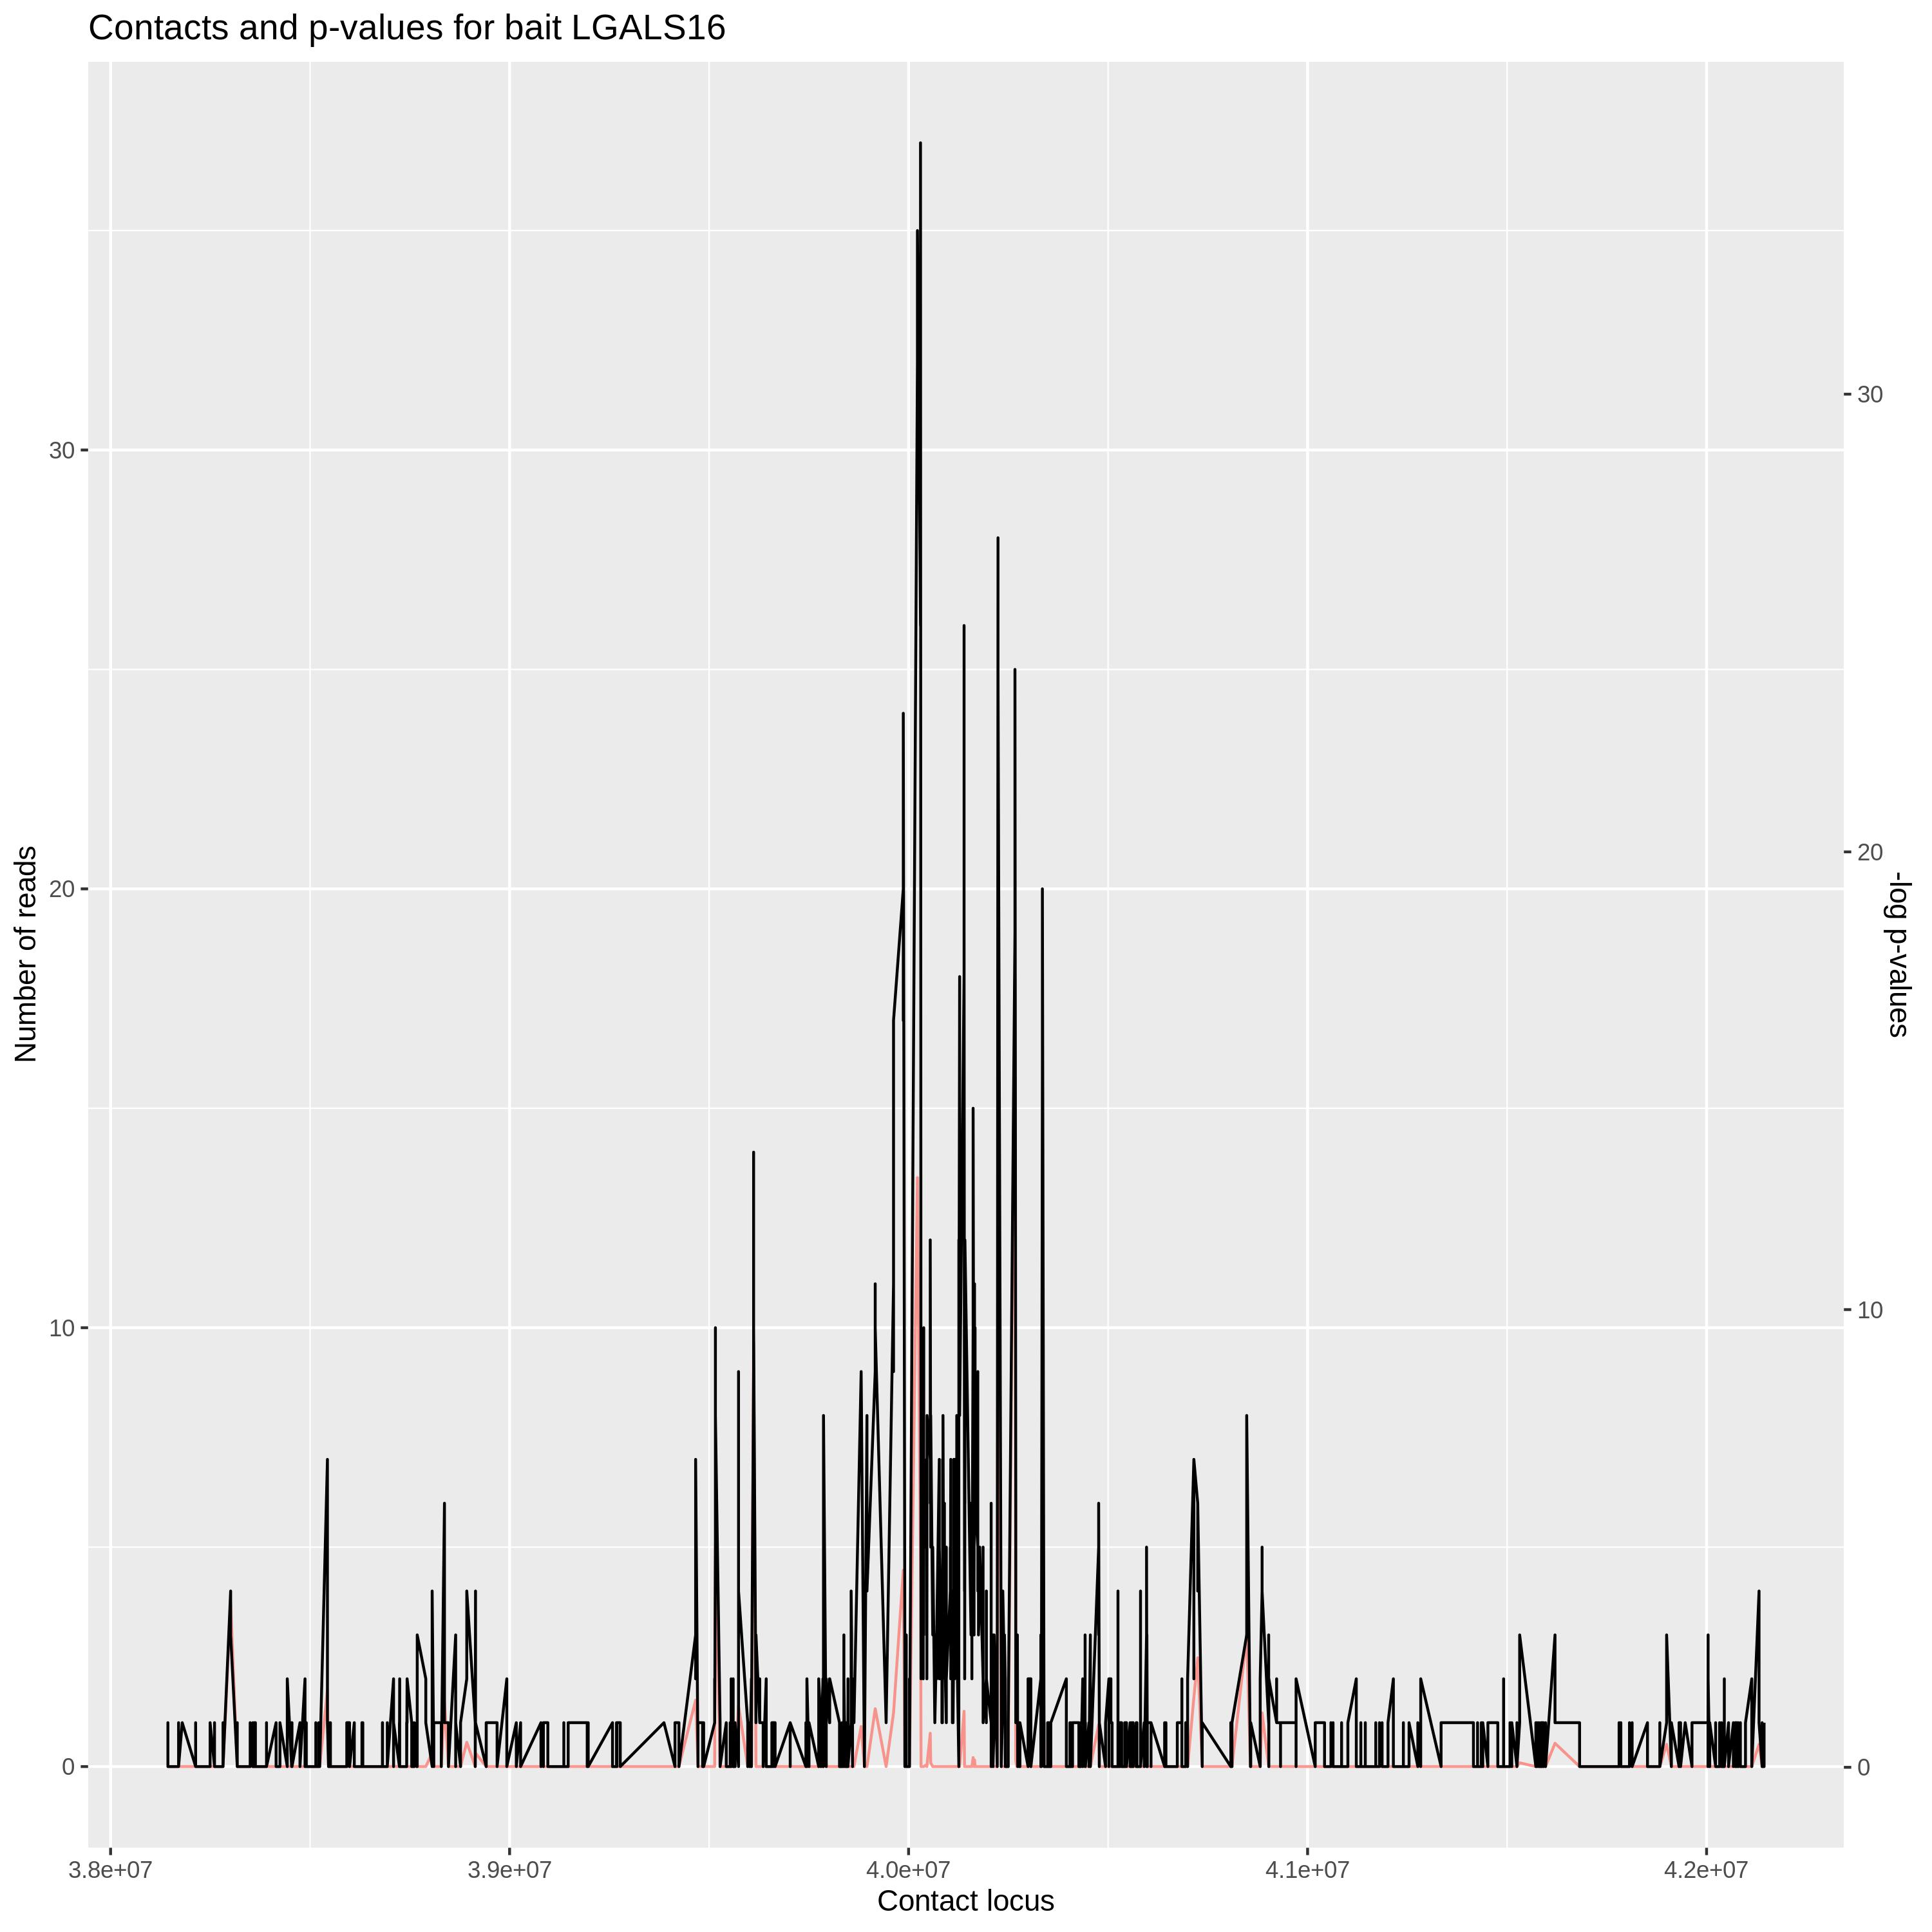 Contacts and p-values for bait LGALS16
30
20
10
0
Number of reads
30
20
10
0
-log p-values
3.8e+07 3.9e+07 4.0e+07 4.1e+07 4.2e+07
Contact locus